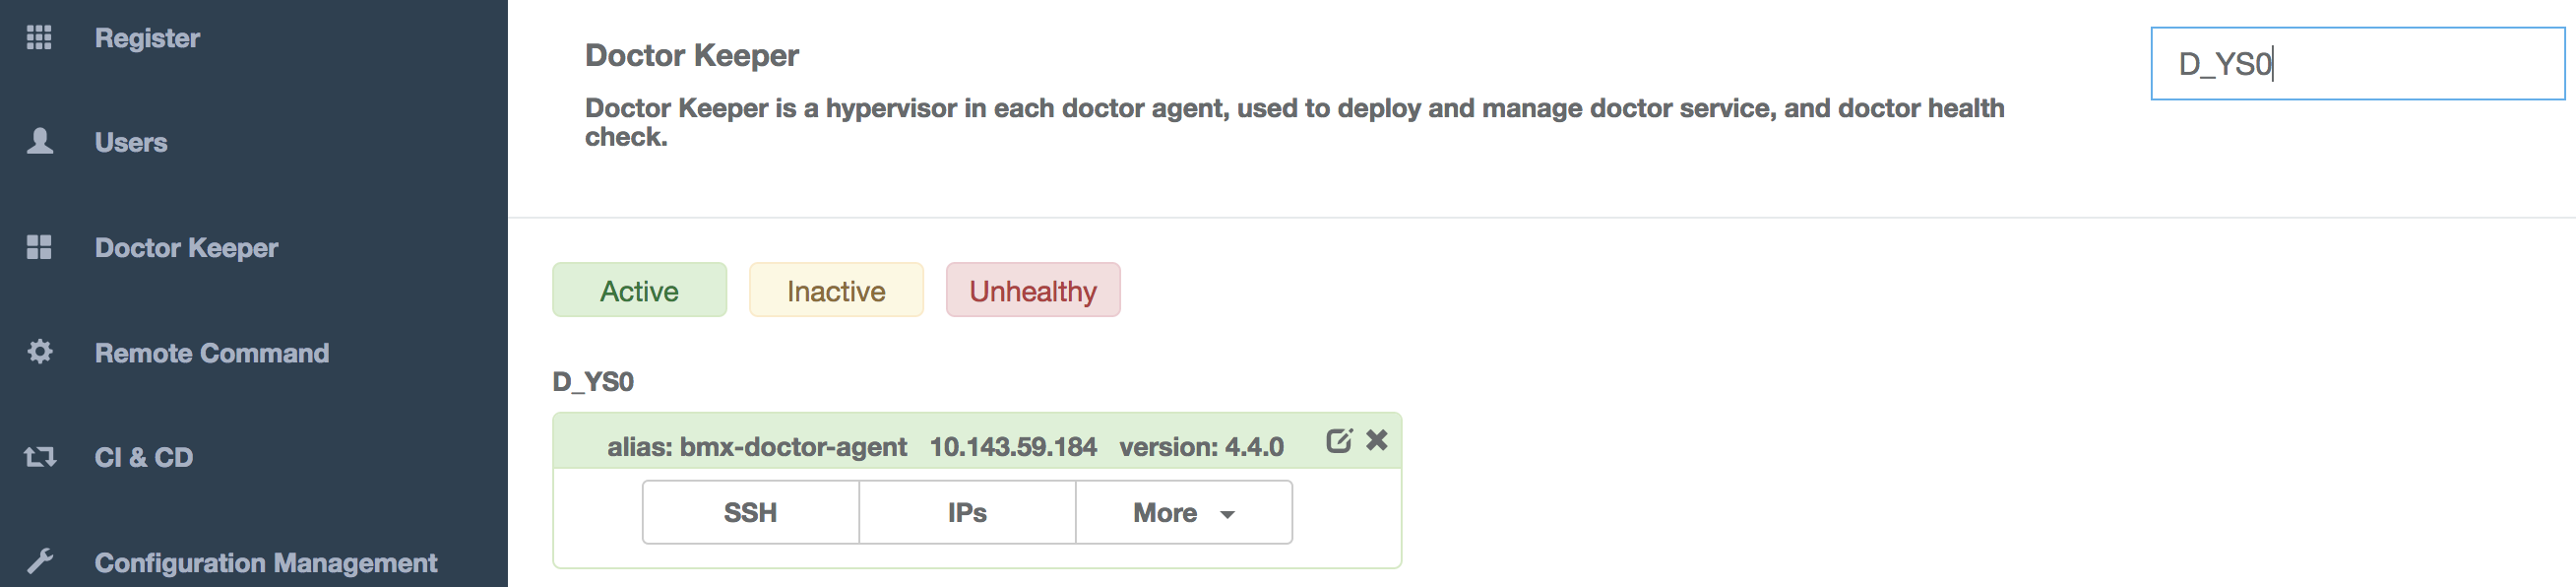 Register
Users
Doctor Keeper
Remote Command
CI & CD
Configuration Management
Doctor Keeper
Doctor Keeper is a hypervisor in each doctor agent, used to deploy and manage doctor service, and doctor health
check.
D_YS0
Active Inactive Unhealthy
D_YS0
alias: bmx-doctor-agent 10.143.59.184 version: 4.4.0
SSH IPs More